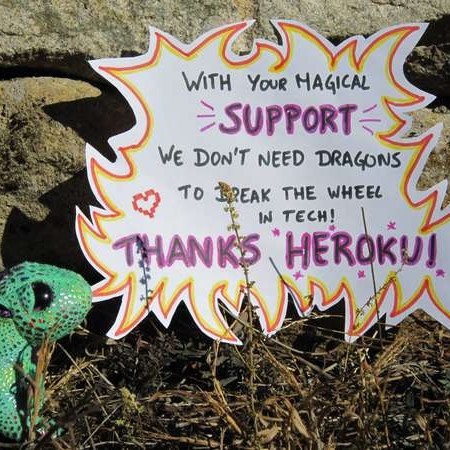 WITH YOUR MAGICAL
SUPPORT
WE DON'T NEED DRAGONS
TO BREAK THE WHEEL
IN TECH!
THANKS HEROKU!